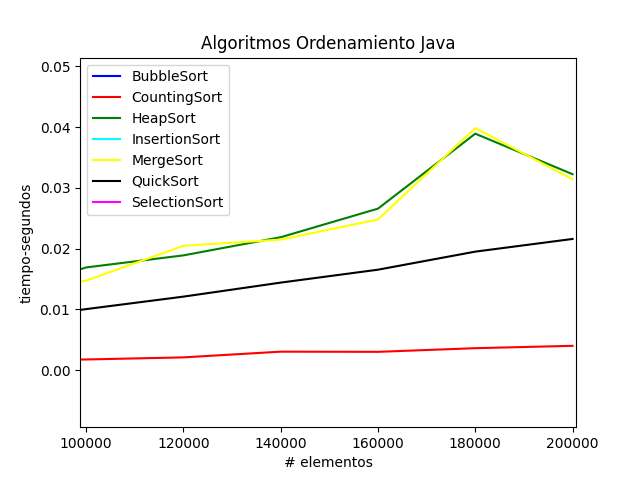 Algoritmos Ordenamiento Java
BubbleSort
CountingSort
HeapSort
InsertionSort
MergeSort
QuickSort
SelectionSort
tiempo-segundos
0.05
0.04
0.03
0.02
0.01
0.00
100000 120000 140000 160000 180000 200000
# elementos